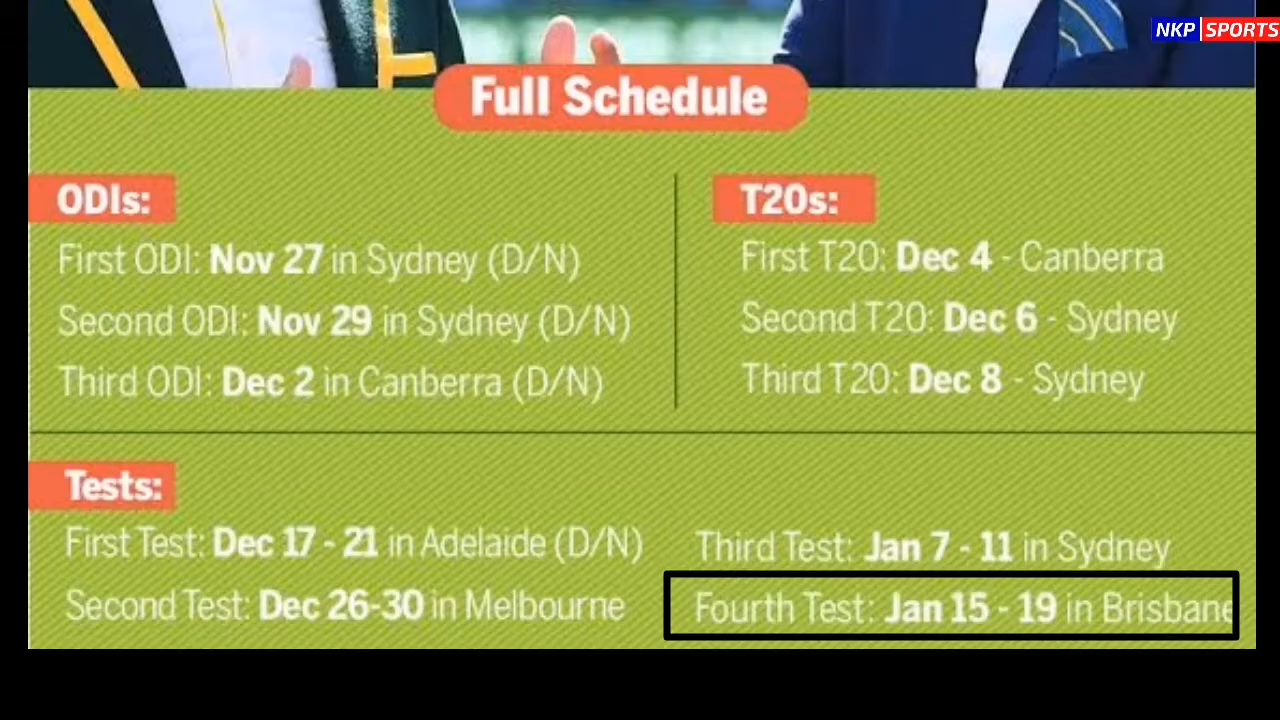 NKP SPORTS
Full Schedule
ODIs:
First ODI: Nov 27 in Sydney (D/N)
Second ODI: Nov 29 in Sydney (D/N)
Third ODI: Dec 2 in Canberra (D/N)
T20s:
First T20: Dec 4 - Canberra
Second T20: Dec 6 - Sydney
Third T20: Dec 8 - Sydney
Tests:
First Test: Dec 17 - 21 in Adelaide (D/N)
Second Test: Dec 26-30 in Melbourne
Third Test: Jan 7 - 11 in Sydney
Fourth Test: Jan 15 - 19 in Brisbane